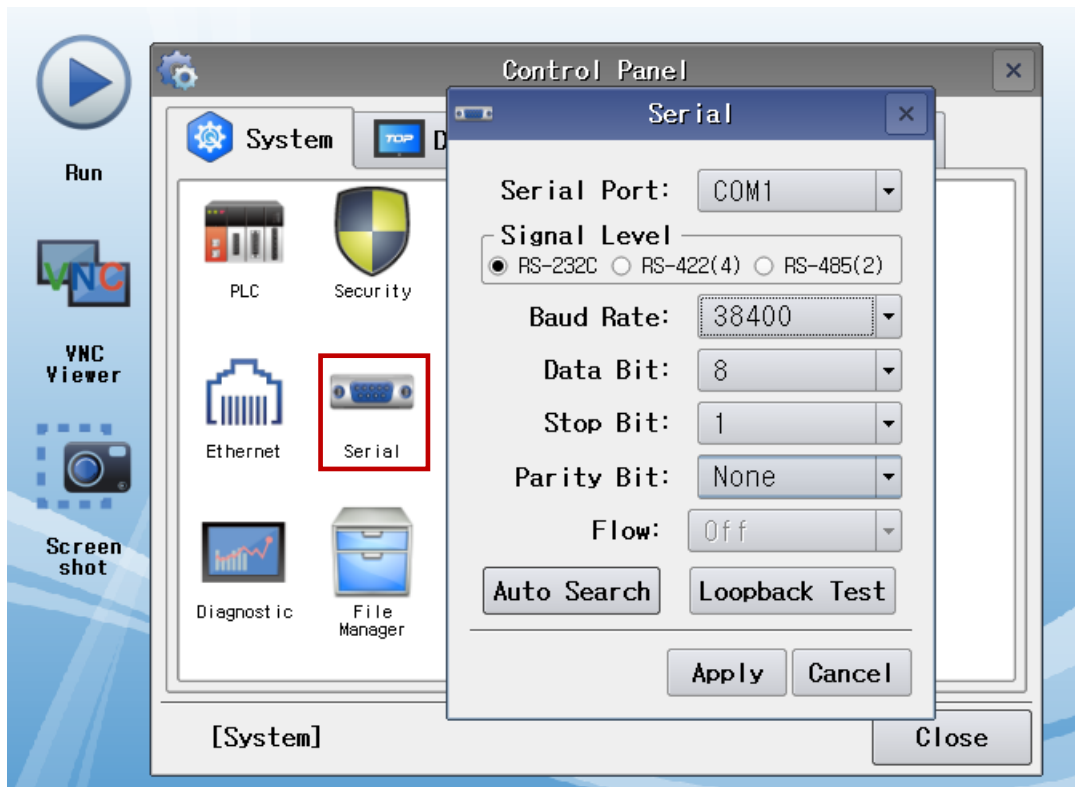 Control Panel
Serial
System
TOP
D
Run
VNC
VNC
Viewer
Screen
shot
PLC
Security
Ethernet
Serial
Diagnostic
File
Manager
Serial Port: COM1
Signal Level
RS-232C RS-422(4) RS-485(2)
Baud Rate: 38400
Data Bit: 8
Stop Bit: 1
Parity Bit: None
Flow: Off
Auto Search Loopback Test
Apply Cancel
[System]
Close